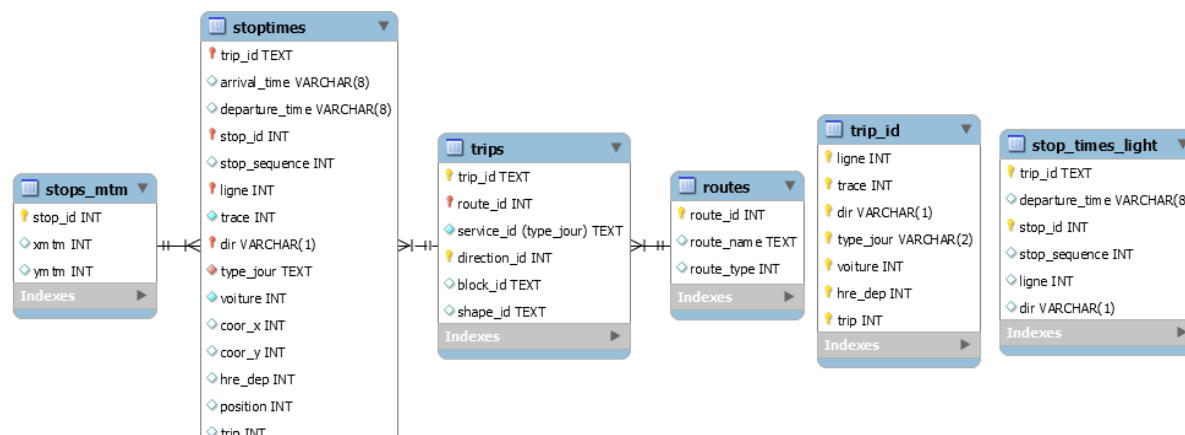 stoptimes
trip_id TEXT
arrival_time VARCHAR(8)
departure_time VARCHAR(8)
stop_id INT
stop_sequence INT
ligne INT
trace INT
dir VARCHAR(1)
type_jour TEXT
voiture INT
coor_x INT
coor_y INT
hre_dep INT
position INT
trip INT
stops_mtm
stop_id INT
xmtm INT
ymtm INT
Indexes
trips
trip_id TEXT
route_id INT
service_id (type_jour) TEXT
direction_id INT
block_id TEXT
shape_id TEXT
Indexes
routes
route_id INT
route_name TEXT
route_type INT
Indexes
trip_id
ligne INT
trace INT
dir VARCHAR(1)
type_jour VARCHAR(2)
voiture INT
hre_dep INT
trip INT
Indexes
stop_times_light
trip_id TEXT
departure_time VARCHAR(8
stop_id INT
stop_sequence INT
ligne INT
dir VARCHAR(1)
Indexes